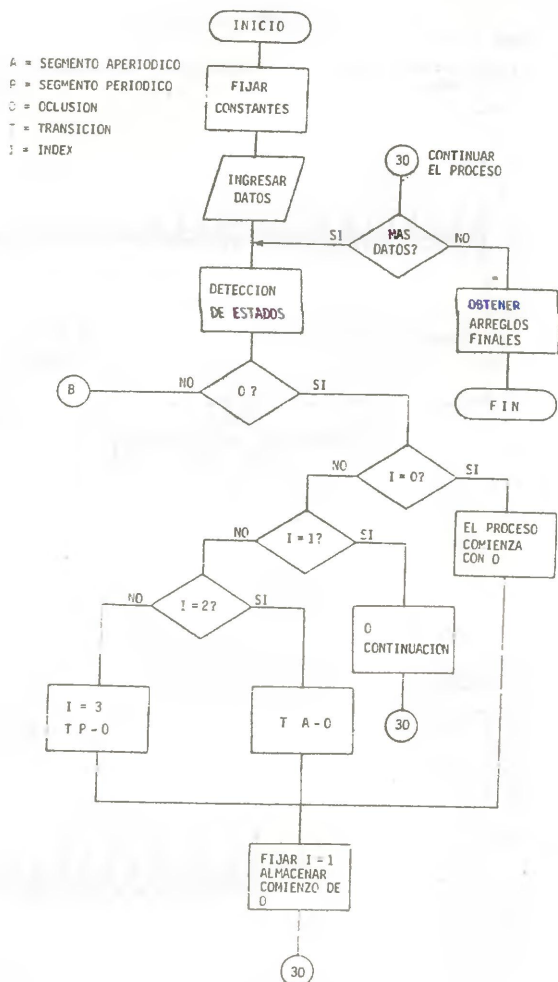 INICIO
A = SEGMENTO APERIODICO
P = SEGMENTO PERIODICO
O = OCLUSION
T = TRANSICION
I = INDEX
FIJAR
CONSTANTES
INGRESAR
DATOS
30
CONTINUAR
EL PROCESO
SI
MAS
DATOS?
NO
DETECCION
DE ESTADOS
OBTENER
ARREGLOS
FINALES
FIN
B
NO
O?
SI
NO
I = 0?
SI
NO
I = 1?
SI
EL PROCESO
COMIENZA
CON O
NO
I = 2?
SI
O
CONTINUACION
I = 3
T P-O
T A-O
30
FIJAR I = 1
ALMACENAR
COMIENZO DE
O
30